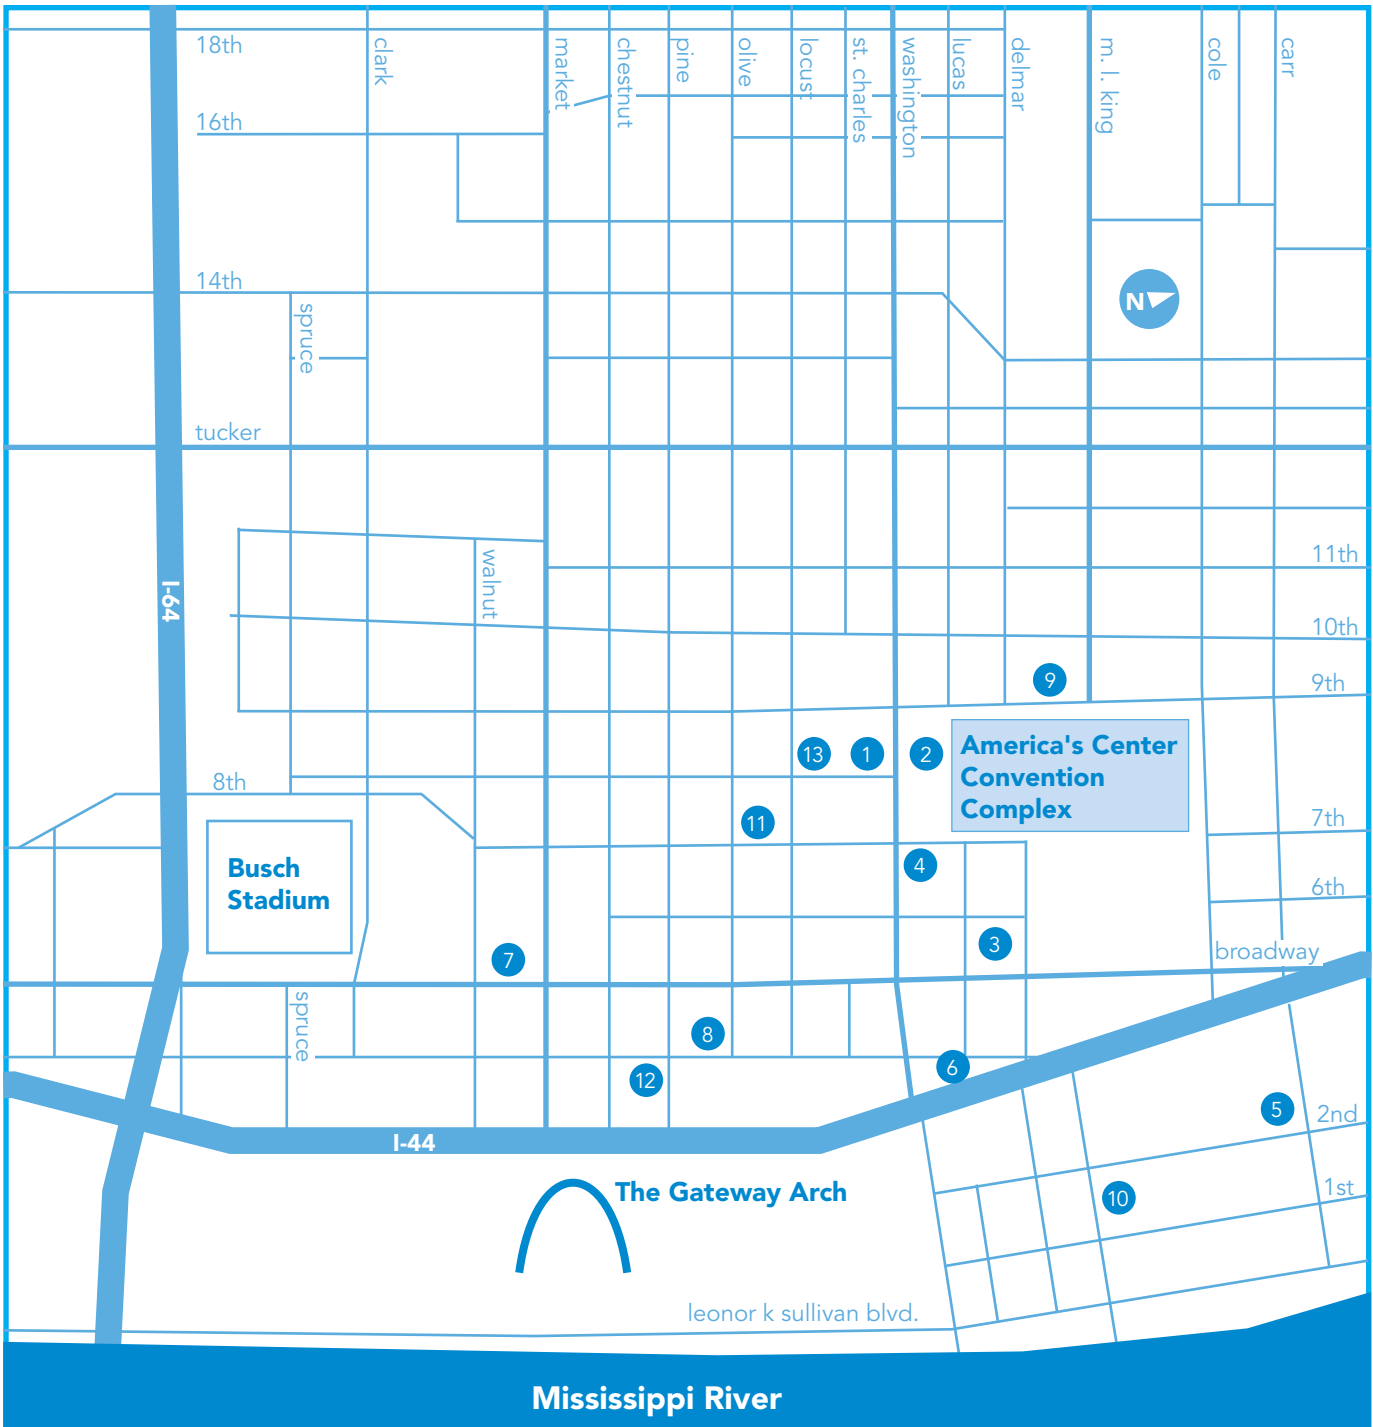 18th
clark
market
chestnut
pine
olive
locust
st. charles
washington
lucas
delmar
m. l. king
cole
carr
16th
14th
N
spruce
tucker
I-64
walnut
11th
10th
9
9th
13
1
2
America's Center
Convention
Complex
8th
11
7th
Busch
Stadium
4
6th
3
broadway
7
spruce
8
6
12
5
2nd
I-44
The Gateway Arch
10
1st
leonor k sullivan blvd.
Mississippi River